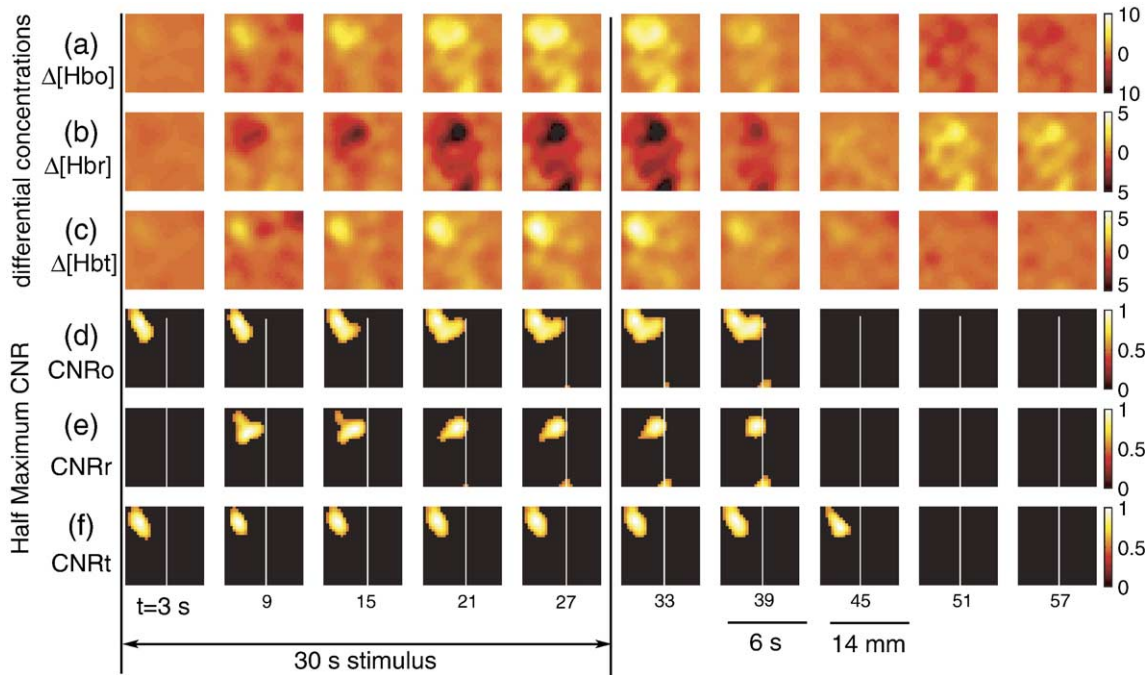 differential concentrations
(a)
Δ[Hbo]
10
0
10
(b)
Δ[Hbr]
5
0
5
(c)
Δ[Hbt]
5
0
5
Half Maximum CNR
(d)
CNRo
1
0.5
0
(e)
CNRr
1
0.5
0
(f)
CNRt
1
0.5
0
t=3 s 9 15 21 27 33 39 45 51 57
6 s 14 mm
30 s stimulus